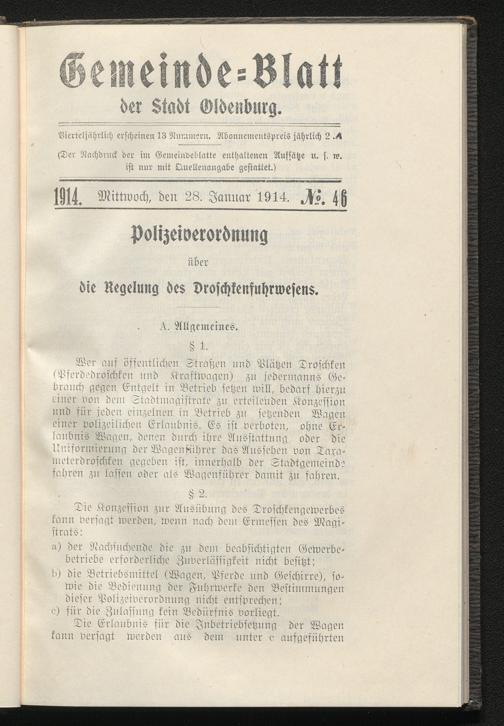 Gemeinde=Blatt
der Stadt Oldenburg.
Vierteljährlich erscheinen 13 Nummern. Abonnementspreis jährlich 2 ℳ
(Der Nachdruck der im Gemeindeblatte enthaltenen Aufsätze u. s. w.
ist nur mit Quellenangabe gestattet.)
1914. Mittwoch, den 28. Januar 1914. №. 4/6
Polizeiverordnung
über
die Regelung des Droschkenfuhrwesens.
A. Allgemeines.
§ 1.
Wer auf öffentlichen Straßen und Plätzen Droschken
(Pferdedroschken und Kraftwagen) zu jedermanns Ge-
brauch gegen Entgelt in Betrieb setzen will, bedarf hierzu
einer von dem Stadtmagistrate zu erteilenden Konzession
und für jeden einzelnen in Betrieb zu setzenden Wagen
einer polizeilichen Erlaubnis. Es ist verboten, ohne Er-
laubnis Wagen, denen durch ihre Ausstattung oder die
Uniformierung der Wagenführer das Aussehen von Taxa-
meterdroschken gegeben ist, innerhalb der Stadtgemeinde
fahren zu lassen oder als Wagenführer damit zu fahren.
§ 2.
Die Konzession zur Ausübung des Droschkengewerbes
kann versagt werden, wenn nach dem Ermessen des Magi-
strats:
a) der Nachsuchende die zu dem beabsichtigten Gewerbe-
betriebe erforderliche Zuverlässigkeit nicht besitzt;
b) die Betriebsmittel (Wagen, Pferde und Geschirre), so-
wie die Bedienung der Fuhrwerke den Bestimmungen
dieser Polizeiverordnung nicht entsprechen;
c) für die Zulassung kein Bedürfnis vorliegt.
Die Erlaubnis für die Inbetriebsetzung der Wagen
kann versagt werden aus dem unter c aufgeführten